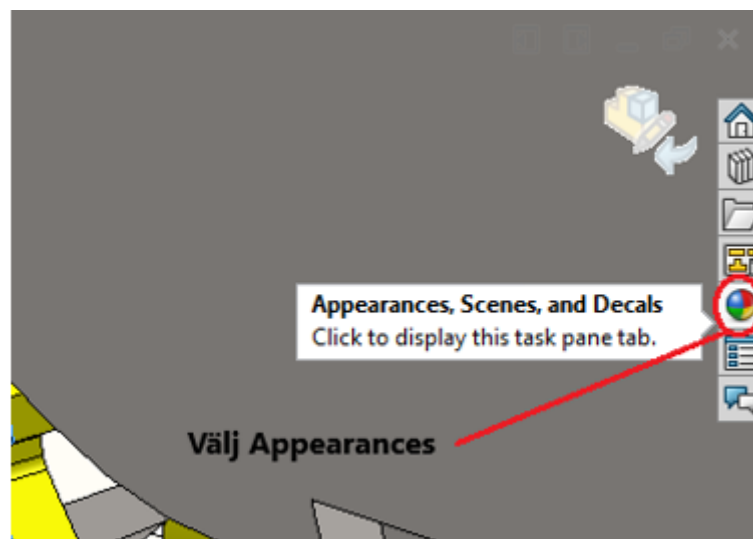 Appearances, Scenes, and Decals
Click to display this task pane tab.
Välj Appearances